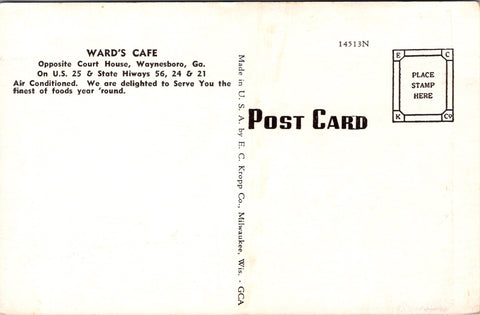 WARD'S CAFE
Opposite Court House, Waynesboro, Ga.
On U.S. 25 & State Hiways 56, 24 & 21
Air Conditioned. We are delighted to Serve You the
finest of foods year 'round.
Made in U. S. A. by E. C. Kropp Co., Milwaukee, Wis. - GCA
14513N
POST CARD
E C
PLACE
STAMP
HERE
K Co